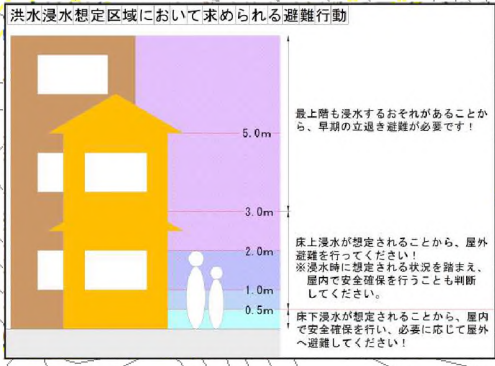 洪水浸水想定区域において求められる避難行動
最上階も浸水するおそれがあることか
ら、早期の立退き避難が必要です！
5.0m
3.0m
床上浸水が想定されることから、屋外
避難を行ってください！
※浸水時に想定される状況を踏まえ、
屋内で安全確保を行うことも判断
してください。
2.0m
1.0m
0.5m
床下浸水が想定されることから、屋内
で安全確保を行い、必要に応じて屋外
へ避難してください！